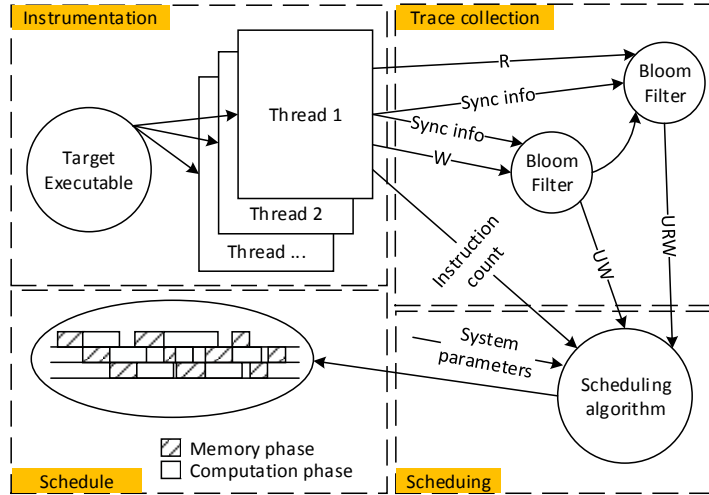 Instrumentation
Trace collection
Target
Executable
Thread 1
Thread 2
Thread ...
R
Sync info
Sync info
W
Bloom
Filter
Bloom
Filter
Instruction
count
UW
URW
System
parameters
Scheduling
algorithm
Memory phase
Computation phase
Schedule
Scheduing